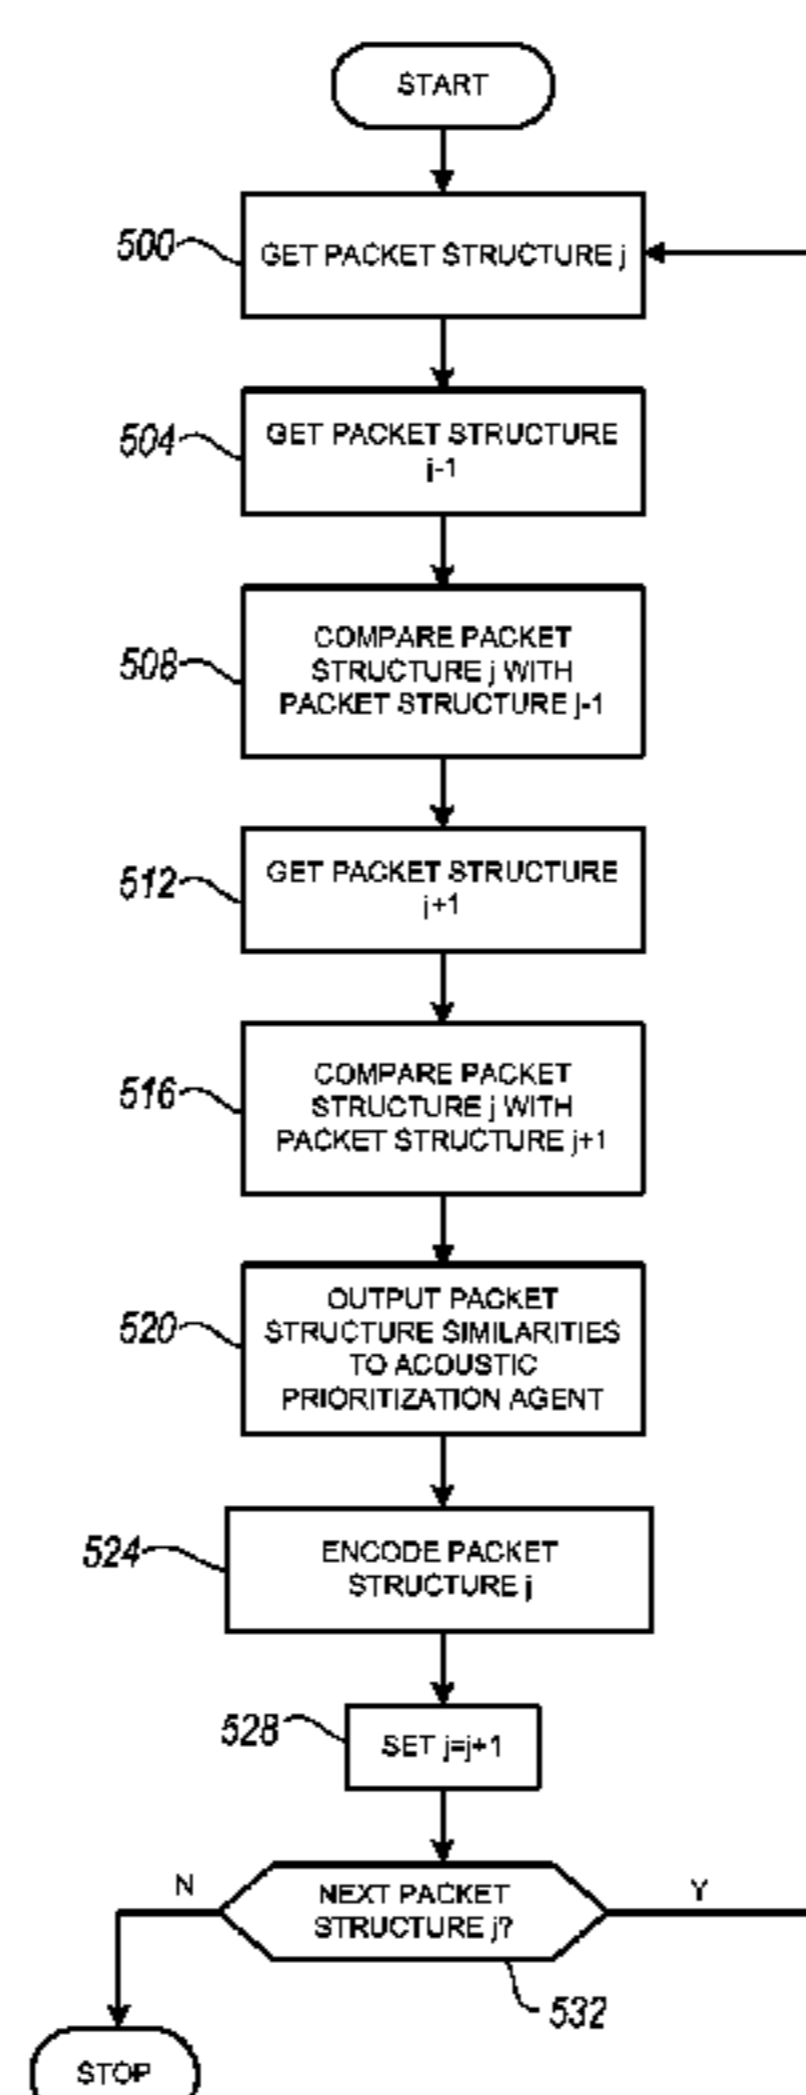 START
500
GET PACKET STRUCTURE j
504
GET PACKET STRUCTURE
j-1
508
COMPARE PACKET
STRUCTURE j WITH
PACKET STRUCTURE j-1
512
GET PACKET STRUCTURE
j+1
516
COMPARE PACKET
STRUCTURE j WITH
PACKET STRUCTURE j+1
520
OUTPUT PACKET
STRUCTURE SIMILARITIES
TO ACOUSTIC
PRIORITIZATION AGENT
524
ENCODE PACKET
STRUCTURE j
528
SET j=j+1
N
NEXT PACKET
STRUCTURE j?
Y
532
STOP